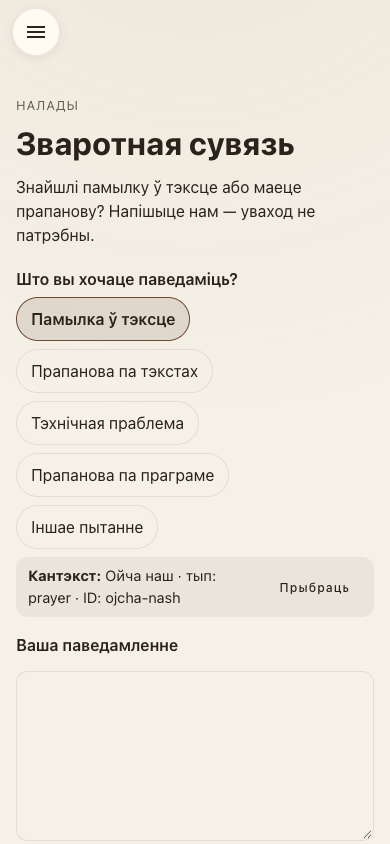 НАЛАДЫ
Зваротная сувязь
Знайшлі памылку ў тэксце або маеце
прапанову? Напішыце нам — уваход не
патрэбны.
Што вы хочаце паведаміць?
Памылка ў тэксце
Прапанова па тэкстах
Тэхнічная праблема
Прапанова па праграме
Іншае пытанне
Кантэкст: Ойча наш · тып:
prayer · ID: ojcha-nash
Прыбраць
Ваша паведамленне